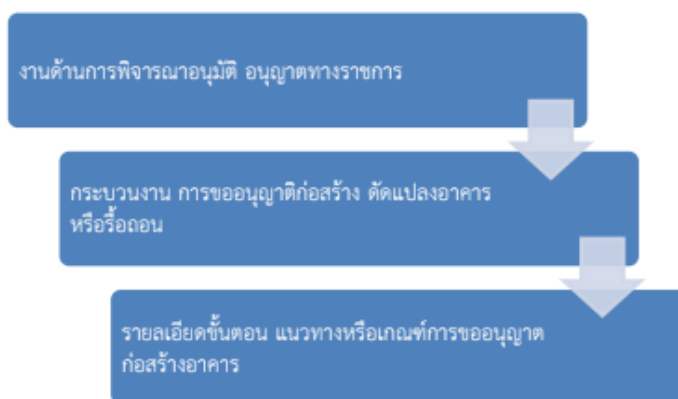 งานด้านการพิจารณาอนุมัติ อนุญาตทางราชการ
กระบวนงาน การขออนุญาติก่อสร้าง ดัดแปลงอาคาร
หรือรื้อถอน
รายละเอียดขั้นตอน แนวทางหรือเกณฑ์การขออนุญาต
ก่อสร้างอาคาร